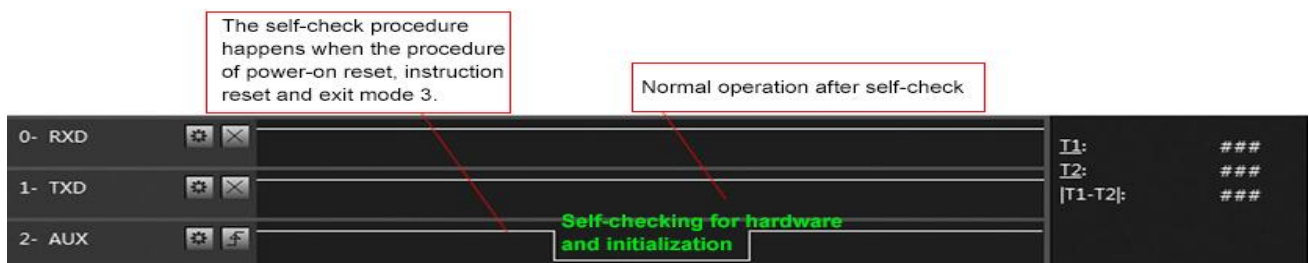 The self-check procedure
happens when the procedure
of power-on reset, instruction
reset and exit mode 3.
Normal operation after self-check
0- RXD
T1: ###
T2: ###
1- TXD
|T1-T2|: ###
Self-checking for hardware
and initialization
2- AUX